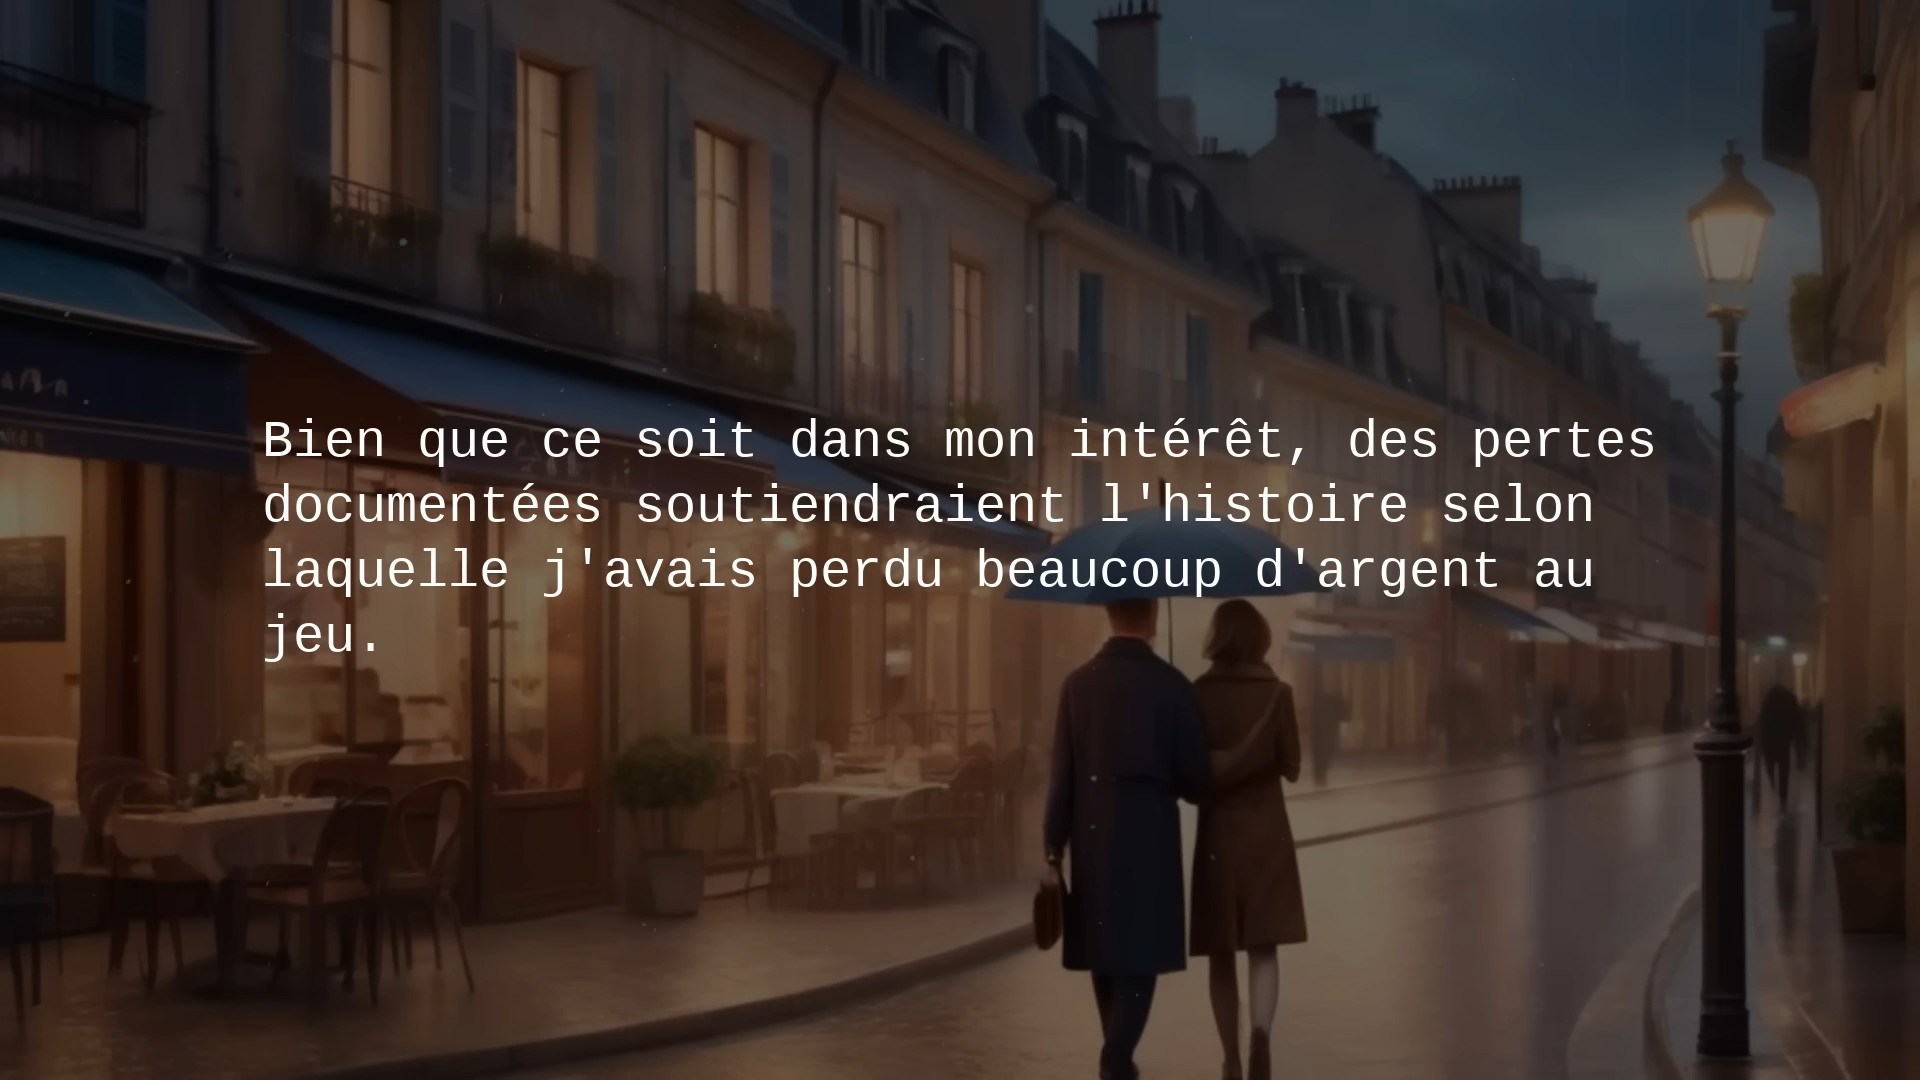 Bien que ce soit dans mon intérêt, des pertes
documentées soutiendraient l'histoire selon
laquelle j'avais perdu beaucoup d'argent au
jeu.